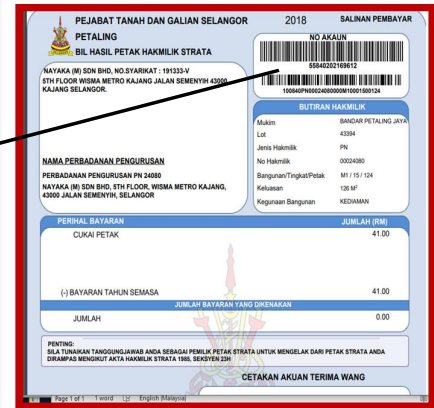 PEJABAT TANAH DAN GALIAN SELANGOR
PETALING
BIL HASIL PETAK HAKMILIK STRATA
2018
SALINAN PEMBAYAR
NO AKAUN
55840202169612
100840PN00024080000M10001500124
NAYAKA (M) SDN BHD, NO.SYARIKAT : 191333-V
5TH FLOOR WISMA METRO KAJANG JALAN SEMENYIH 43000
KAJANG SELANGOR.
NAMA PERBADANAN PENGURUSAN
PERBADANAN PENGURUSAN PN 24080
NAYAKA (M) SDN BHD, 5TH FLOOR, WISMA METRO KAJANG,
43000 JALAN SEMENYIH, SELANGOR
BUTIRAN HAKMILIK
Mukim BANDAR PETALING JAYA
Lot 43394
Jenis Hakmilik PN
No Hakmilik 00024080
Bangunan/Tingkat/Petak M1 / 15 / 124
Keluasan 126 M²
Kegunaan Bangunan KEDIAMAN
PERIHAL BAYARAN JUMLAH (RM)
CUKAI PETAK 41.00
(-) BAYARAN TAHUN SEMASA 41.00
JUMLAH BAYARAN YANG DIKENAKAN
JUMLAH 0.00
PENTING:
SILA TUNAIKAN TANGGUNGJAWAB ANDA SEBAGAI PEMILIK PETAK STRATA UNTUK MENGELAK DARI PETAK STRATA ANDA
DIRAMPAS MENGIKUT AKTA HAKMILIK STRATA 1985, SEKSYEN 23H
CETAKAN AKUAN TERIMA WANG
Page 1 of 1 1 word English (Malaysia)